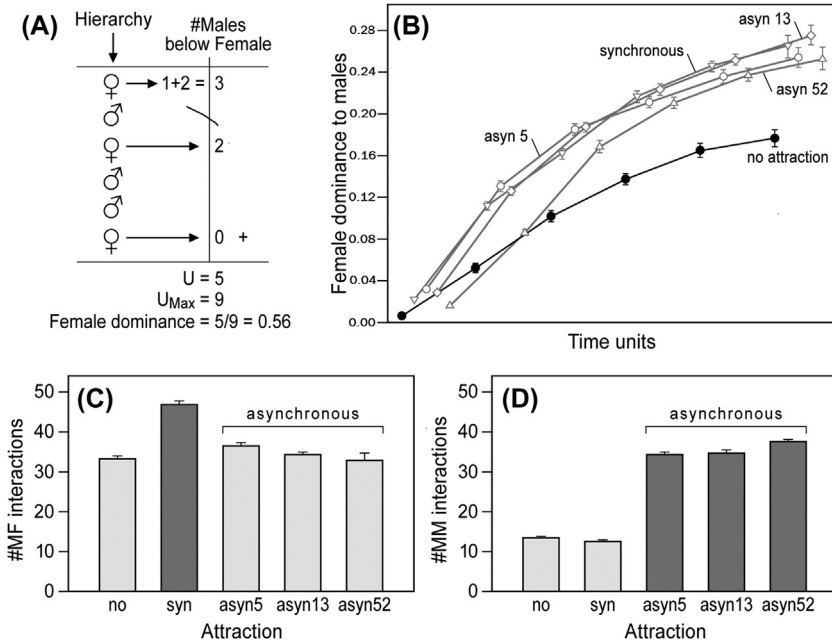 (A)
Hierarchy
#Males
below Female
♀ 1+2 = 3
♂
♀ 2
♂
♂
♀ 0 +
U = 5
UMax = 9
Female dominance = 5/9 = 0.56
(B)
Female dominance to males
0.28
0.24
0.20
0.16
0.12
0.08
0.04
0.00
asyn 13
synchronous
asyn 52
asyn 5
no attraction
Time units
(C)
#MF interactions
50
40
30
20
10
0
asynchronous
no syn asyn5 asyn13 asyn52
Attraction
(D)
#MM interactions
50
40
30
20
10
0
asynchronous
no syn asyn5 asyn13 asyn52
Attraction